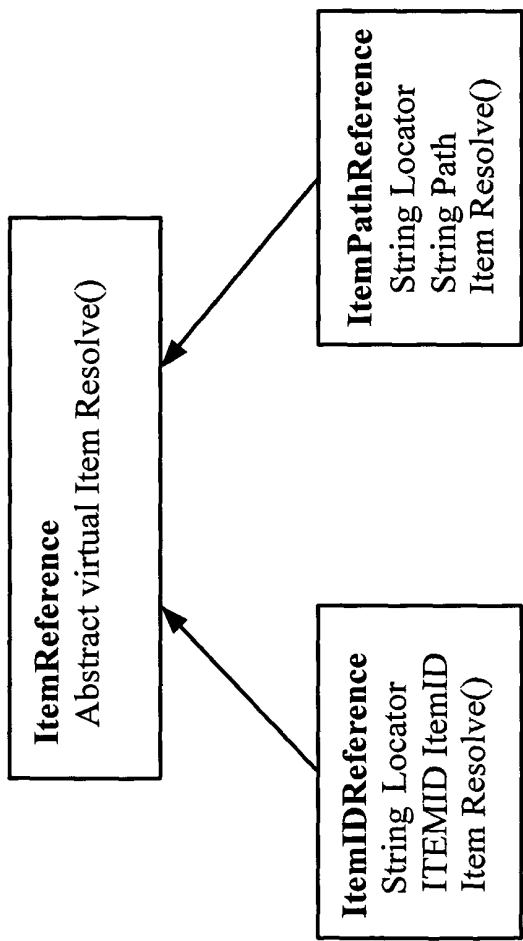 ItemReference
Abstract virtual Item Resolve()
ItemIDReference
String Locator
ITEMID ItemID
Item Resolve()
ItemPathReference
String Locator
String Path
Item Resolve()